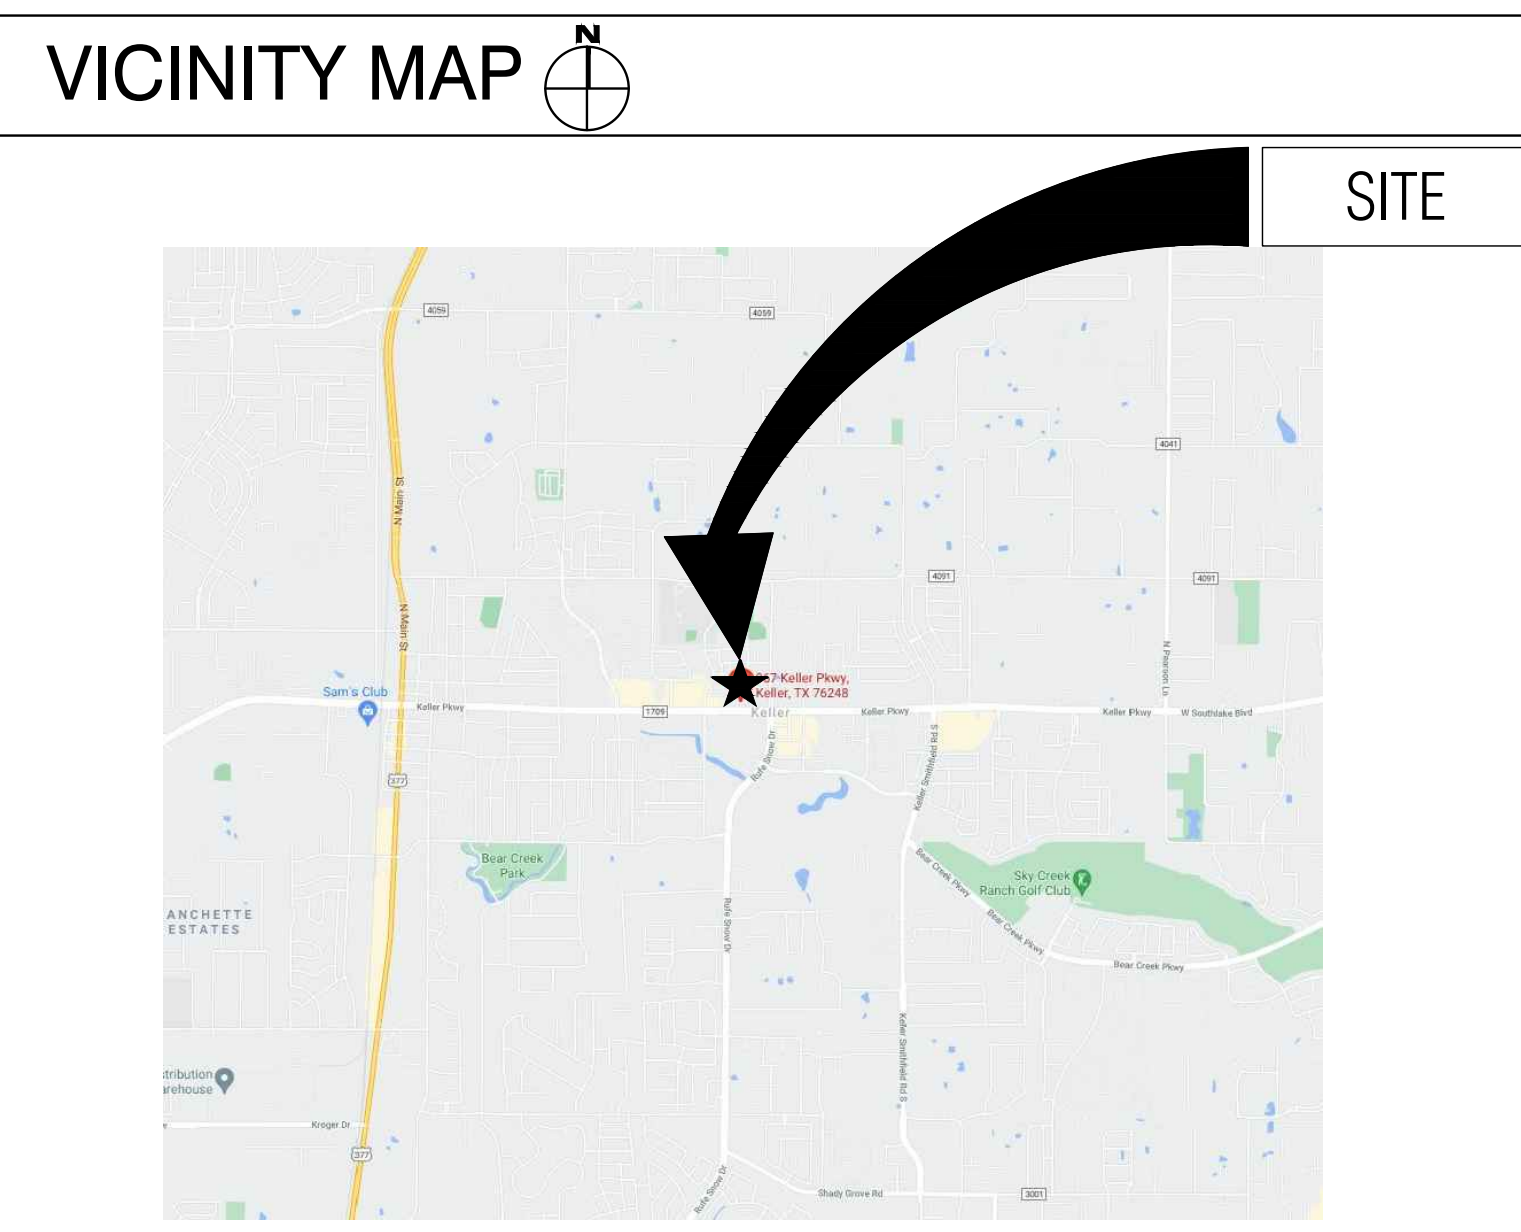 N
VICINITY MAP
SITE
4059
4059
4041
N Main St
4091
4091
N Main St
N Pearson Ln
Keller Pkwy,
Keller, TX 76248
Sam's Club
Keller Pkwy
1709
Keller
Keller Pkwy
Keller Pkwy
W Southlake Blvd
Rufe Snow Dr
Keller Smithfield Rd S
377
Bear Creek
Park
Bear Creek Pkwy
Sky Creek
Ranch Golf Club
Rufe Snow Dr
Bear Creek Pkwy
ANCHETTE
ESTATES
Bear Creek Pkwy
Keller Smithfield Rd S
tribution
arehouse
Kroger Dr
377
Rufe Snow Dr
Shady Grove Rd
3001